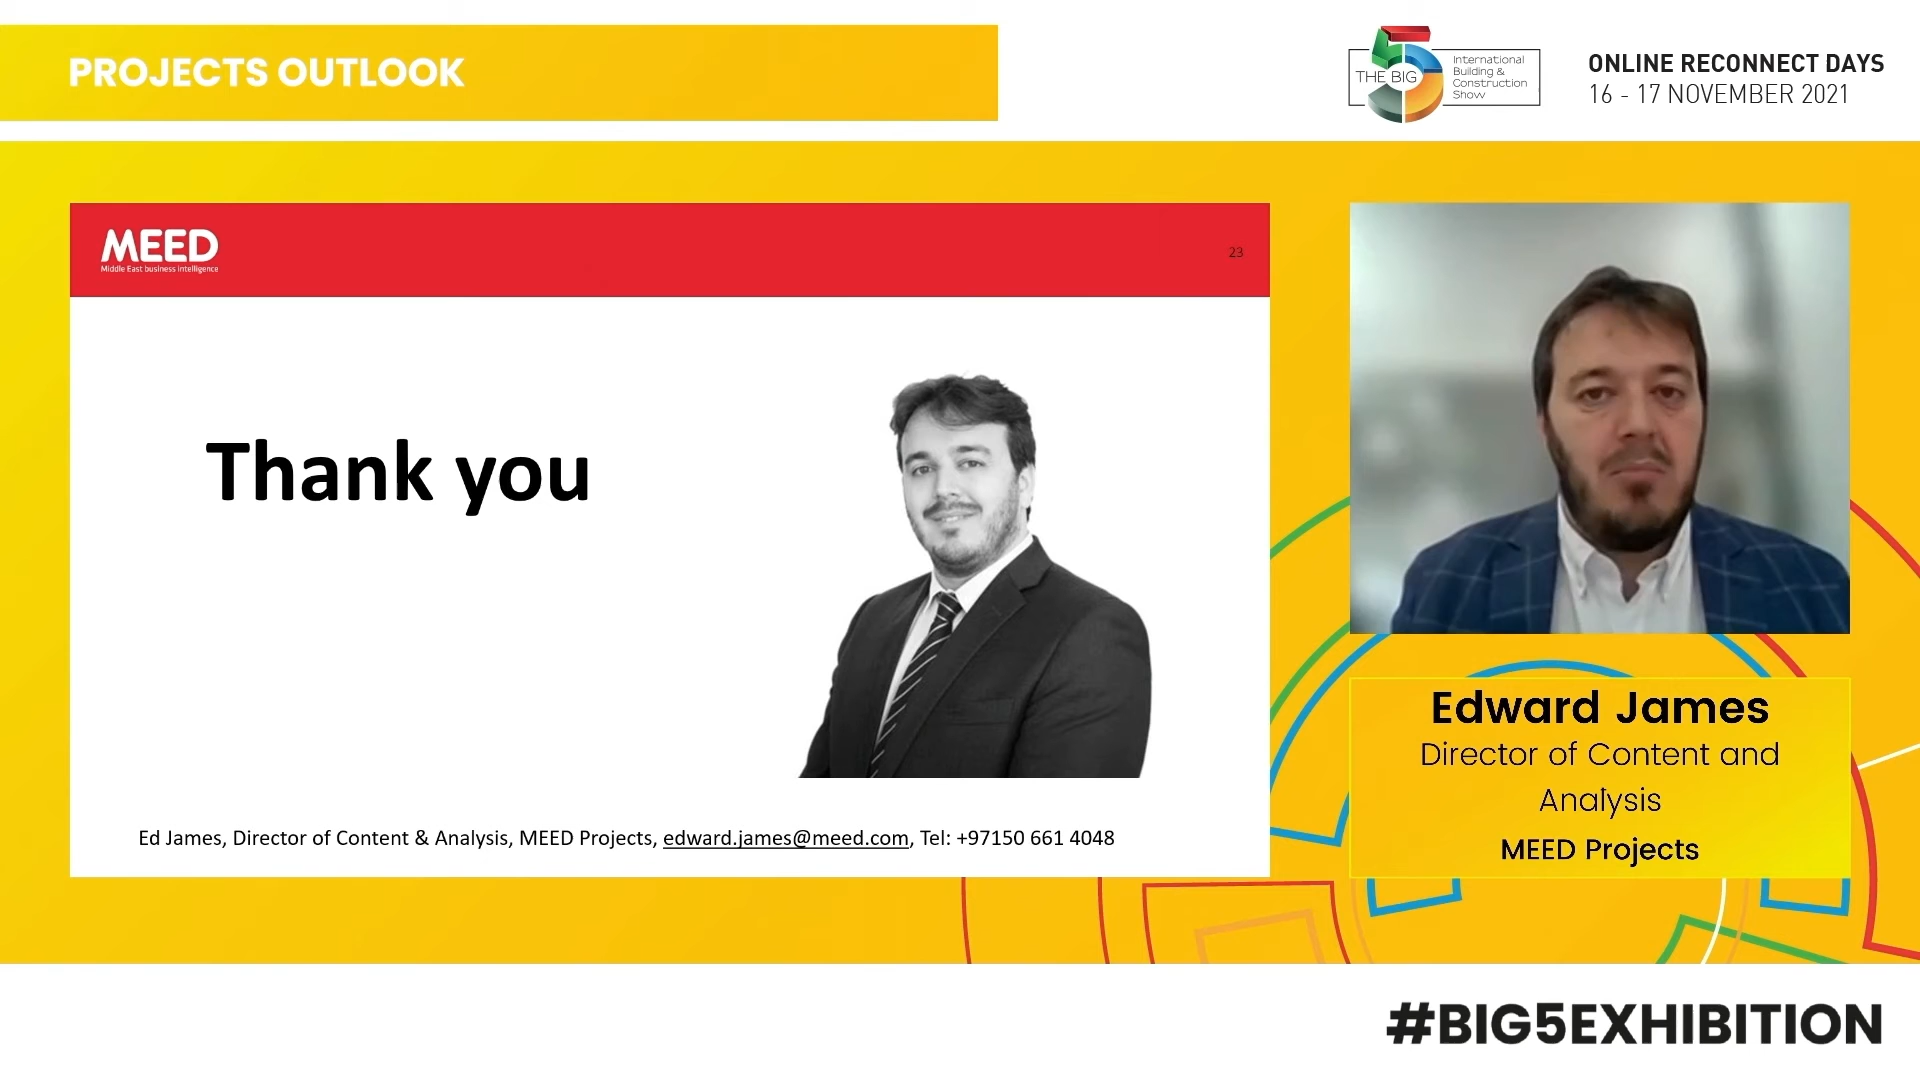 PROJECTS OUTLOOK
THE BIG 5
International
Building &
Construction
Show
ONLINE RECONNECT DAYS
16 - 17 NOVEMBER 2021
MEED
Middle East business intelligence
23
Thank you
Ed James, Director of Content & Analysis, MEED Projects, edward.james@meed.com, Tel: +97150 661 4048
Edward James
Director of Content and
Analysis
MEED Projects
#BIG5EXHIBITION